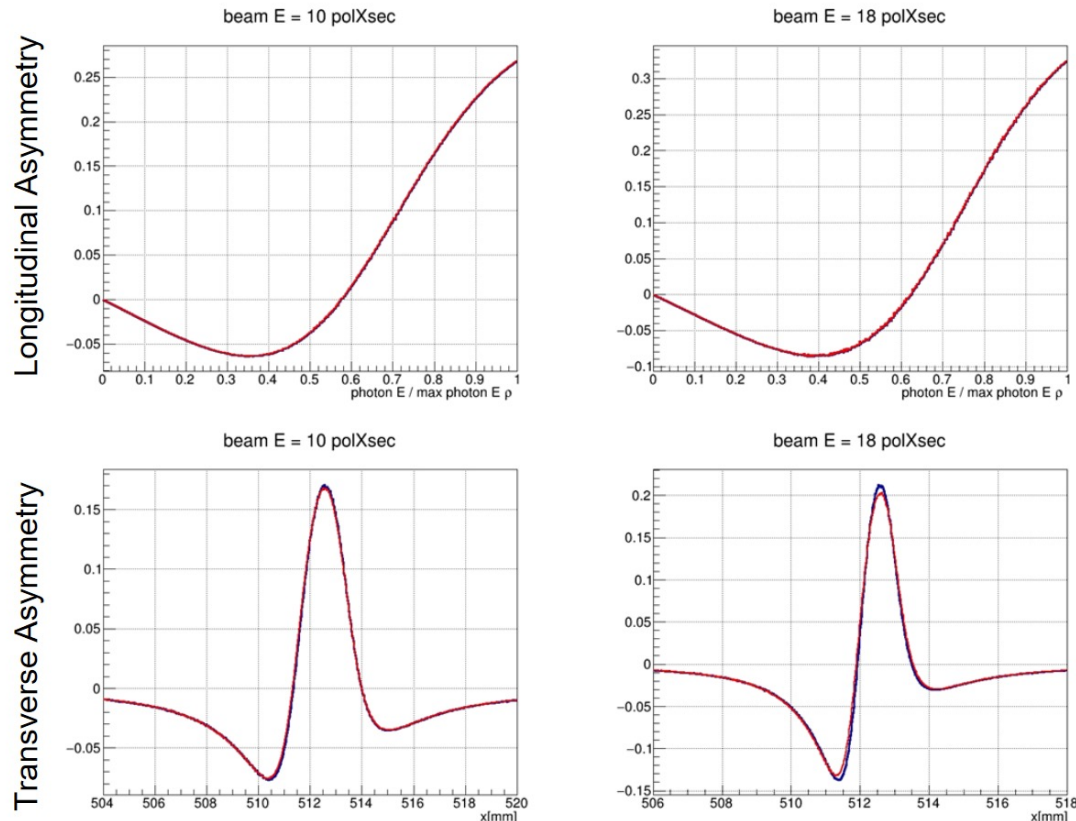 Longitudinal Asymmetry
beam E = 10 polXsec
0.25
0.2
0.15
0.1
0.05
0
−0.05
0 0.1 0.2 0.3 0.4 0.5 0.6 0.7 0.8 0.9 1
photon E / max photon E ρ
beam E = 18 polXsec
0.3
0.25
0.2
0.15
0.1
0.05
0
−0.05
−0.1
0 0.1 0.2 0.3 0.4 0.5 0.6 0.7 0.8 0.9 1
photon E / max photon E ρ
Transverse Asymmetry
beam E = 10 polXsec
0.15
0.1
0.05
0
−0.05
504 506 508 510 512 514 516 518 520
x[mm]
beam E = 18 polXsec
0.2
0.15
0.1
0.05
0
−0.05
−0.1
−0.15
506 508 510 512 514 516 518
x[mm]